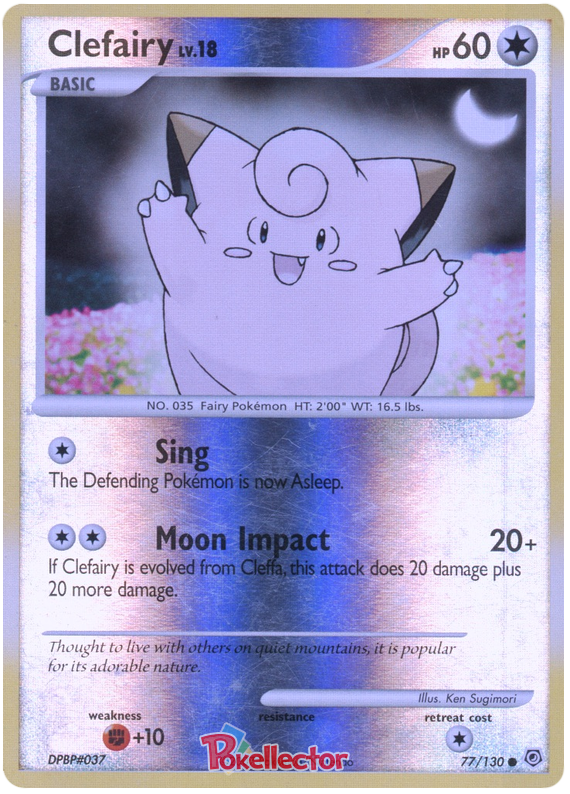 Clefairy LV.18
HP 60
BASIC
NO. 035 Fairy Pokémon HT: 2'00" WT: 16.5 lbs.
Sing
The Defending Pokémon is now Asleep.
Moon Impact 20+
If Clefairy is evolved from Cleffa, this attack does 20 damage plus
20 more damage.
Thought to live with others on quiet mountains, it is popular
for its adorable nature.
Illus. Ken Sugimori
weakness resistance retreat cost
+10
DPBP#037 Pokellector 77/130